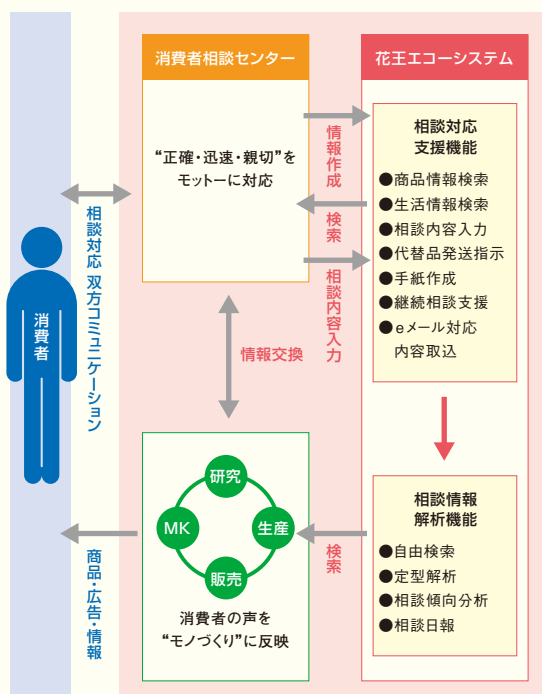 消費者相談センター
“正確・迅速・親切”を
モットーに対応
花王エコーシステム
相談対応
支援機能
●商品情報検索
●生活情報検索
●相談内容入力
●代替品発送指示
●手紙作成
●継続相談支援
●eメール対応
内容取込
情報作成
検索
相談内容入力
相談対応 双方コミュニケーション
消費者
情報交換
研究
MK
生産
販売
消費者の声を
“モノづくり”に反映
検索
相談情報
解析機能
●自由検索
●定型解析
●相談傾向分析
●相談日報
商品・広告・情報